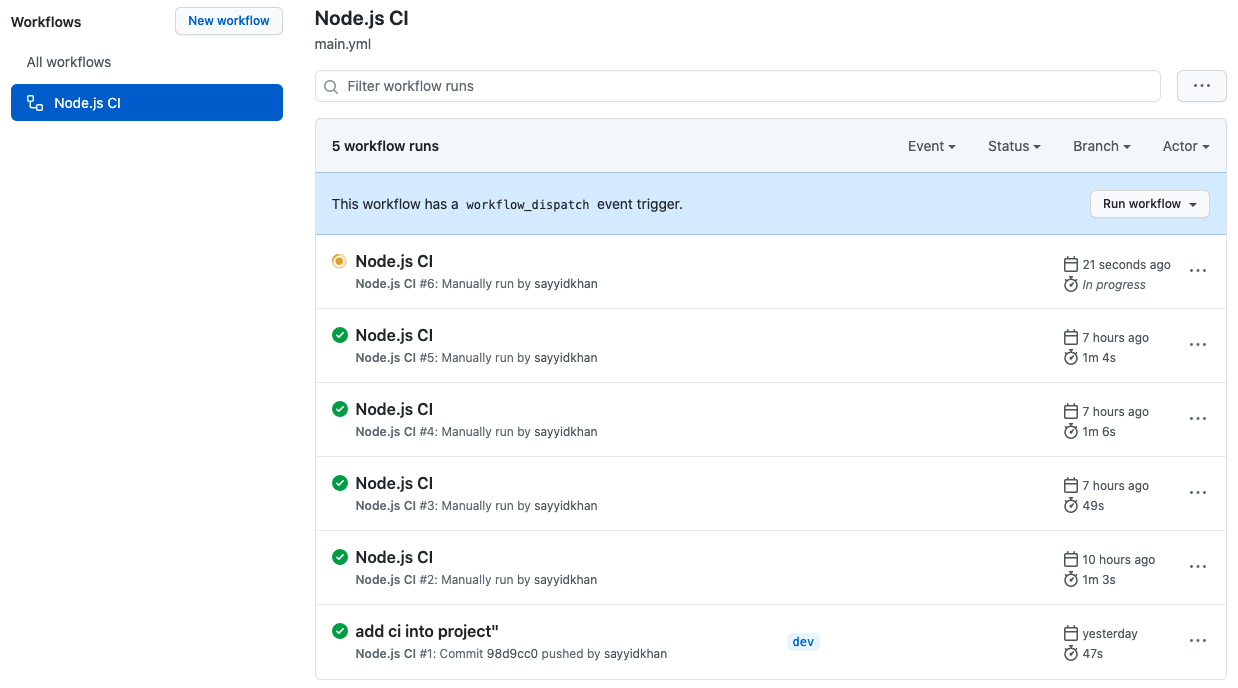 Workflows
New workflow
All workflows
Node.js CI
Node.js CI
main.yml
Filter workflow runs
5 workflow runs
Event
Status
Branch
Actor
This workflow has a workflow_dispatch event trigger.
Run workflow
Node.js CI
Node.js CI #6: Manually run by sayyidkhan
21 seconds ago
In progress
Node.js CI
Node.js CI #5: Manually run by sayyidkhan
7 hours ago
1m 4s
Node.js CI
Node.js CI #4: Manually run by sayyidkhan
7 hours ago
1m 6s
Node.js CI
Node.js CI #3: Manually run by sayyidkhan
7 hours ago
49s
Node.js CI
Node.js CI #2: Manually run by sayyidkhan
10 hours ago
1m 3s
add ci into project"
Node.js CI #1: Commit 98d9cc0 pushed by sayyidkhan
dev
yesterday
47s